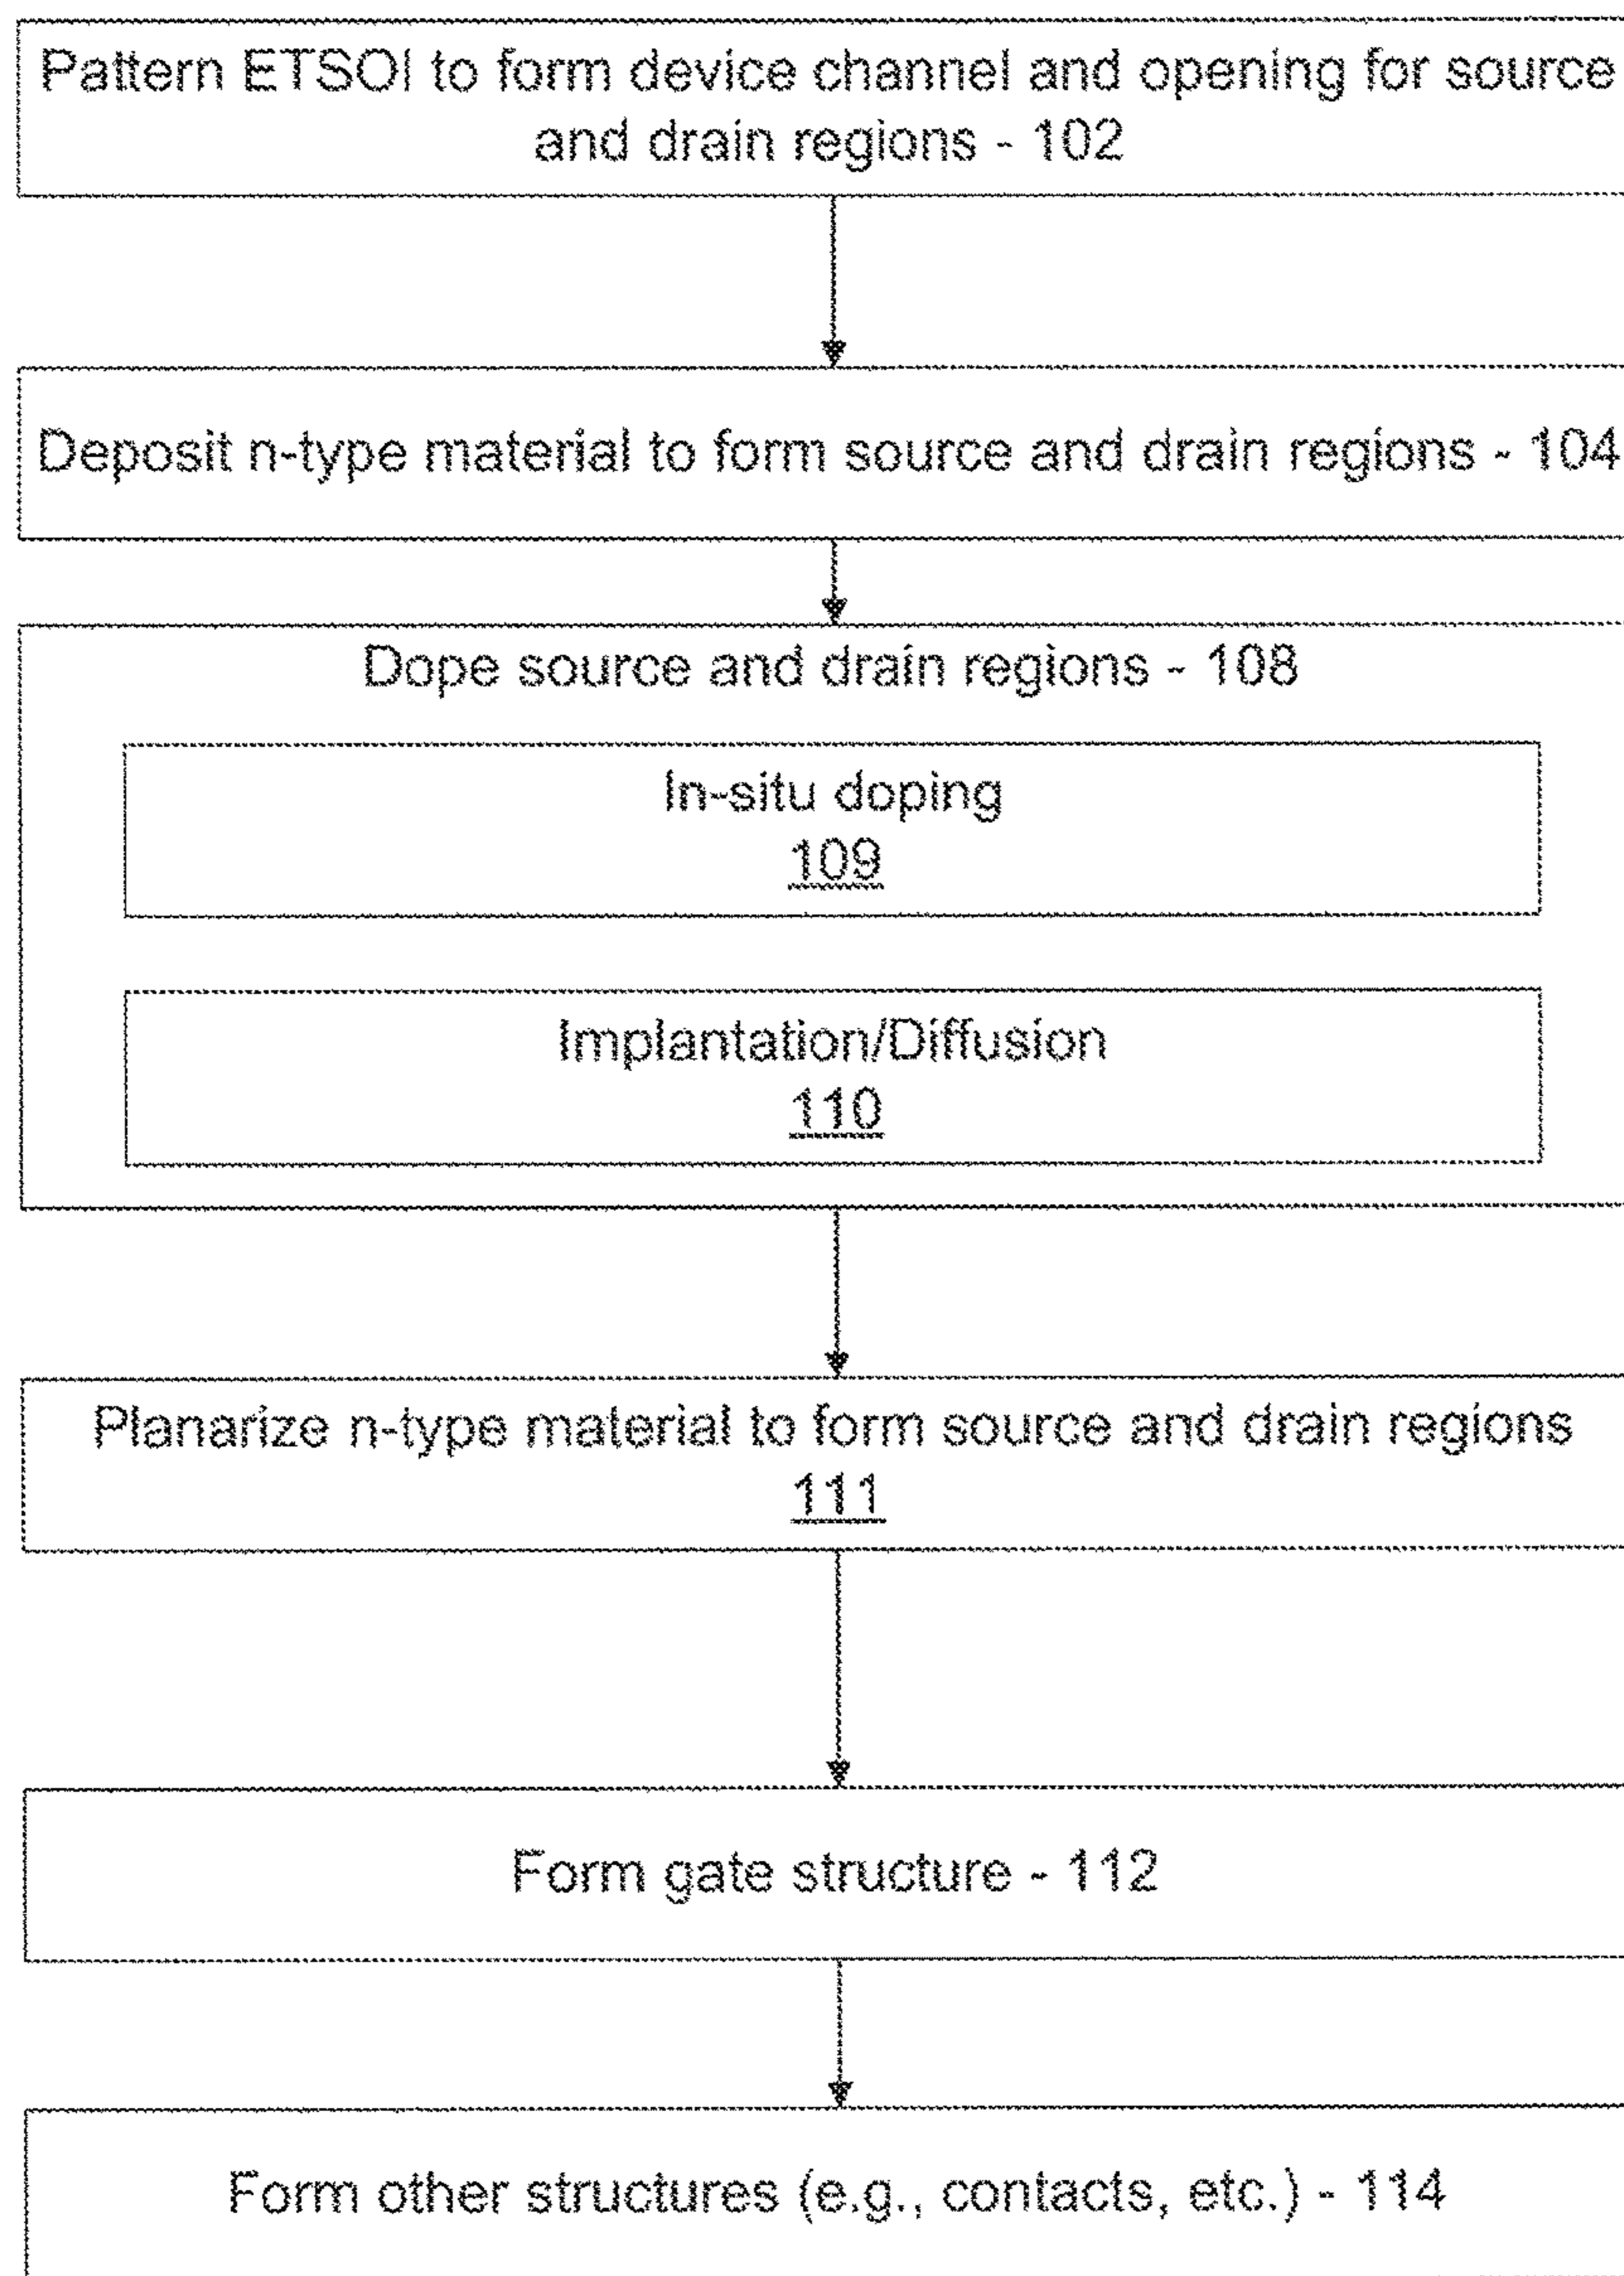 Pattern ETSOI to form device channel and opening for source
and drain regions - 102
Deposit n-type material to form source and drain regions - 104
Dope source and drain regions - 108
In-situ doping
109
Implantation/Diffusion
110
Planarize n-type material to form source and drain regions
111
Form gate structure - 112
Form other structures (e.g., contacts, etc.) - 114